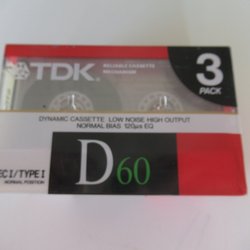 TDK
RELIABLE CASSETTE
MECHANISM
3
PACK
DYNAMIC CASSETTE LOW NOISE HIGH OUTPUT
NORMAL BIAS 120µs EQ
D60
EC I/TYPE I
NORMAL POSITION